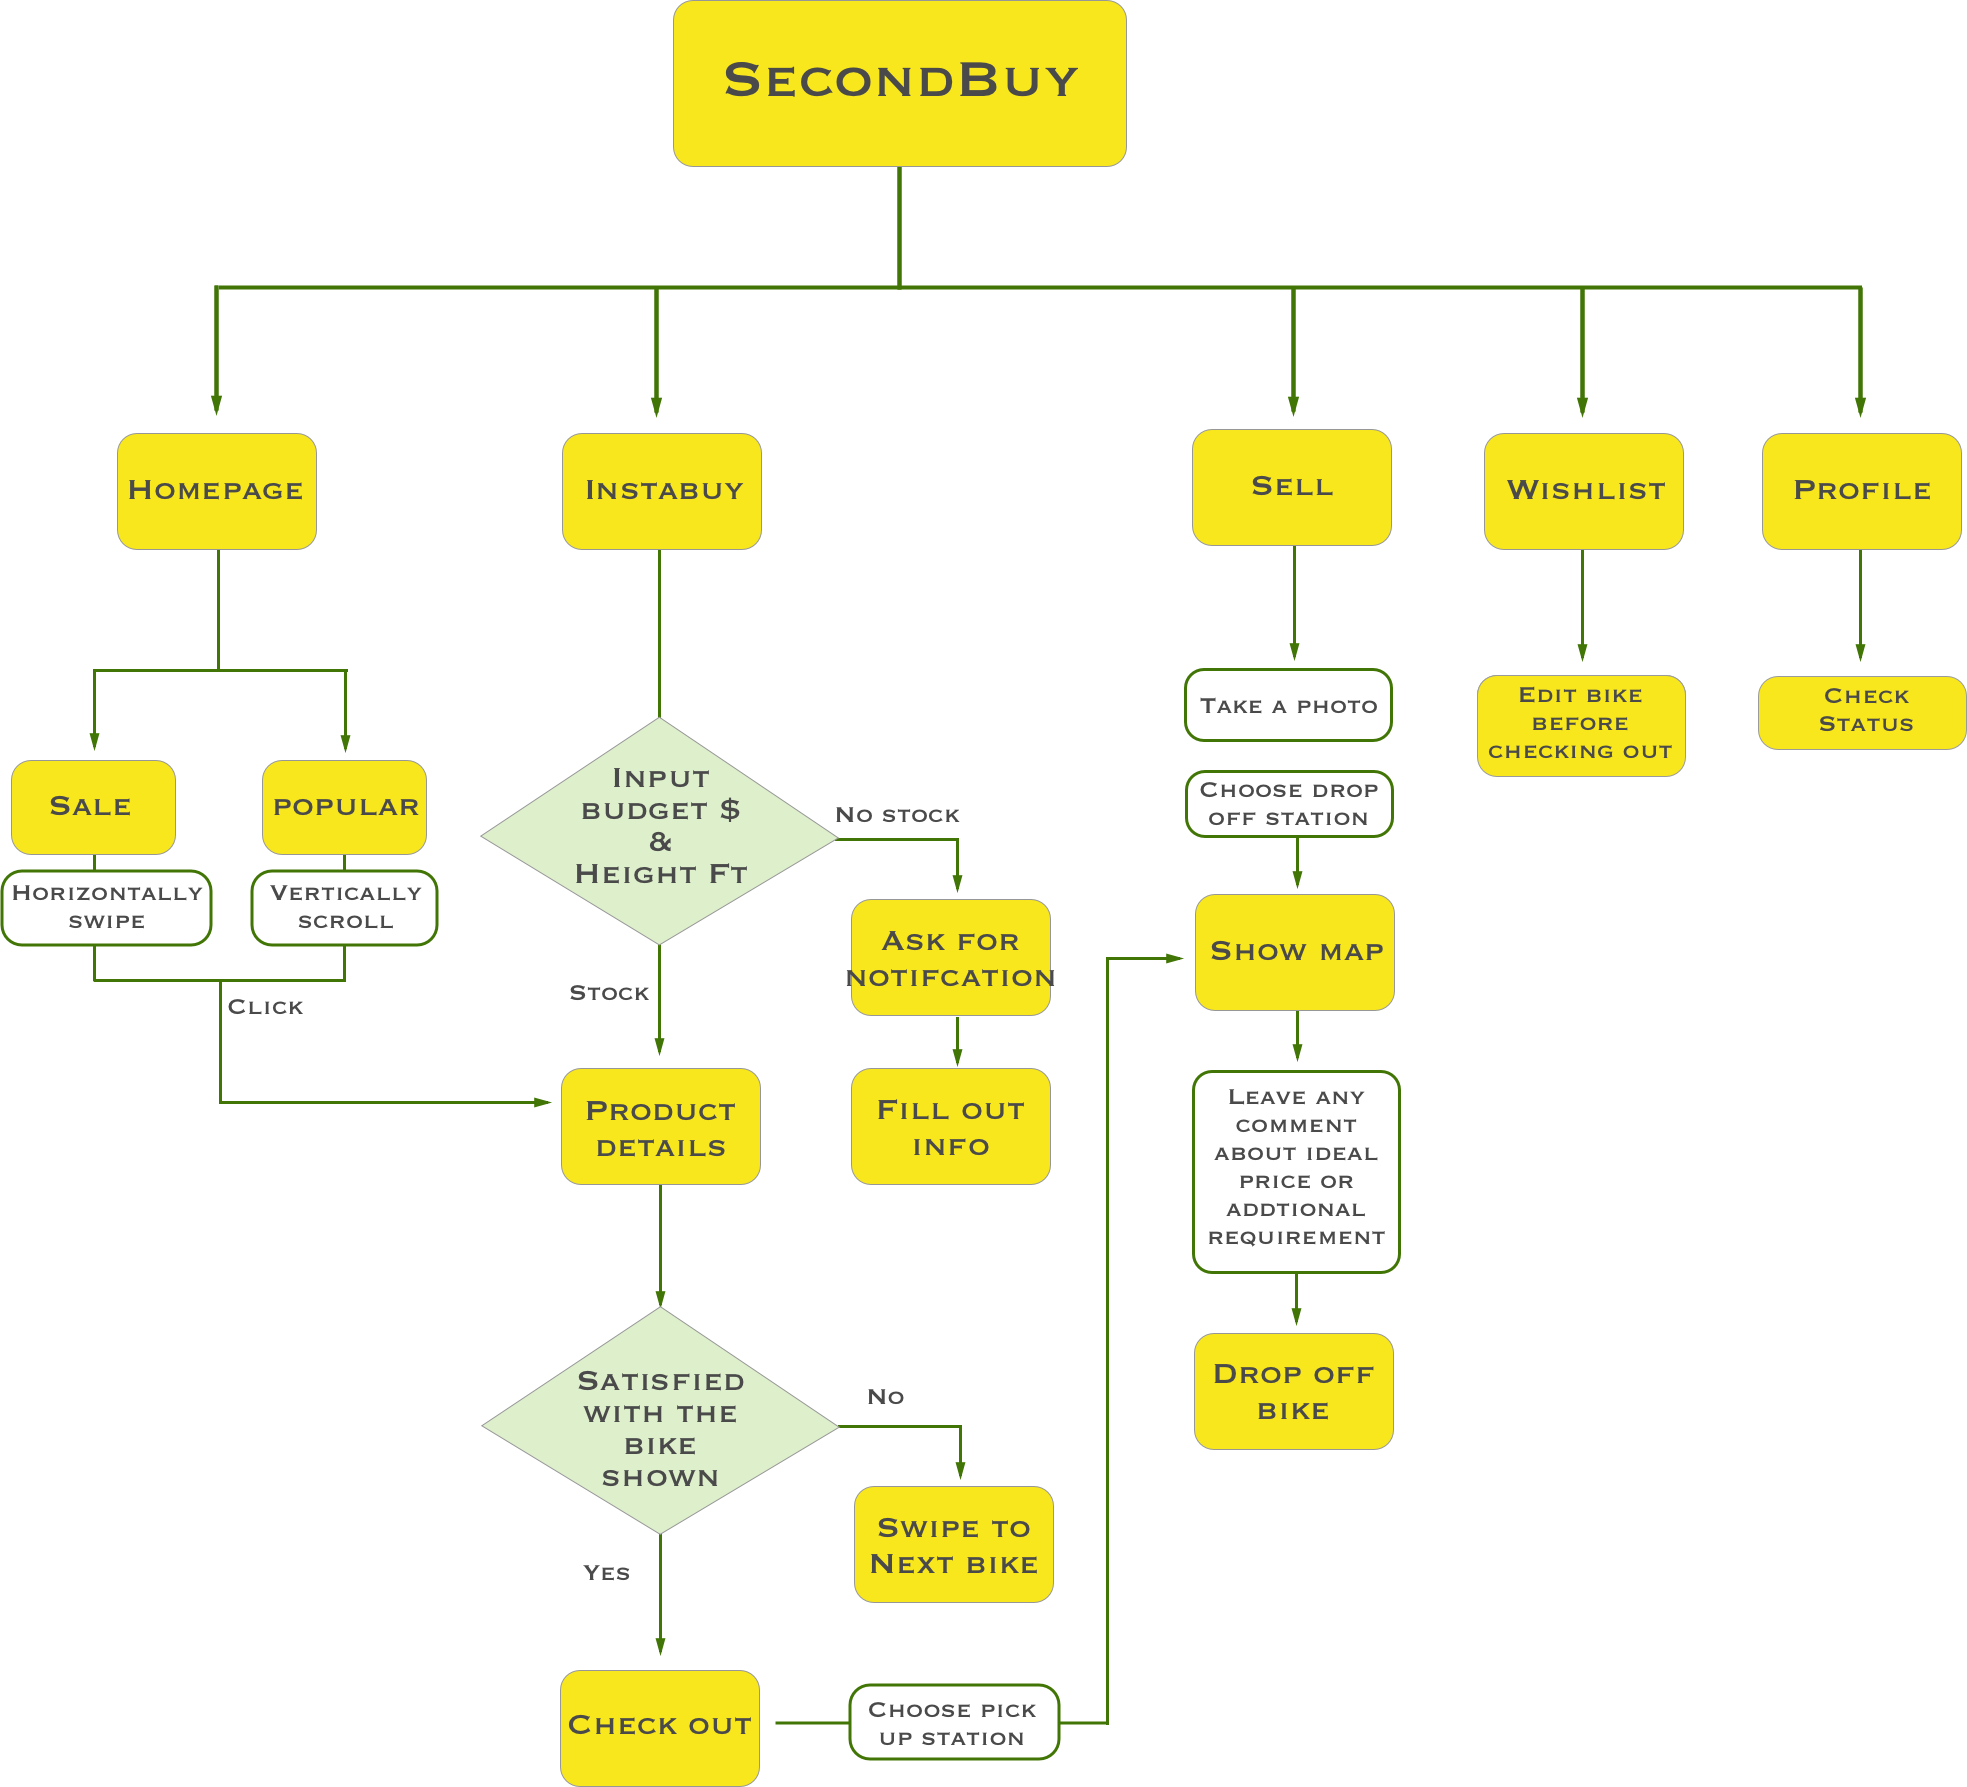 SecondBuy
Homepage
Instabuy
Sell
Wishlist
Profile
Take a photo
Edit bike
before
checking out
Check
Status
Sale
popular
Input
budget $
&
Height Ft
No stock
Choose drop
off station
Horizontally
swipe
Vertically
scroll
Click
Stock
Ask for
notifcation
Show map
Product
details
Fill out
info
Leave any
comment
about ideal
price or
addtional
requirement
Satisfied
with the
bike
shown
No
Drop off
bike
Swipe to
Next bike
Yes
Check out
Choose pick
up station